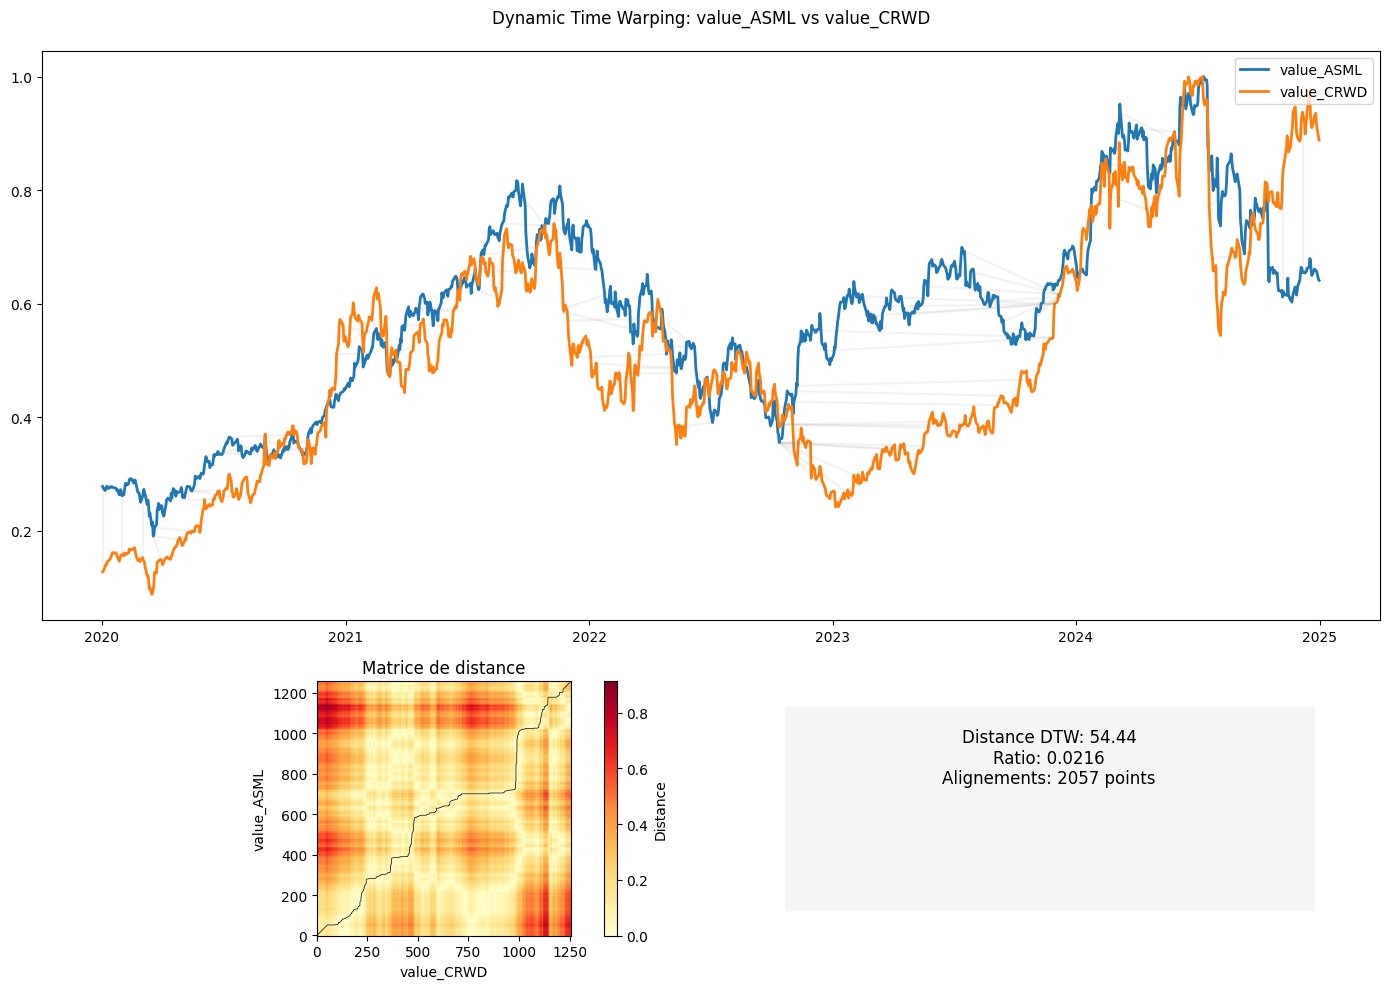 Dynamic Time Warping: value_ASML vs value_CRWD
value_ASML
value_CRWD
1.0
0.8
0.6
0.4
0.2
2020 2021 2022 2023 2024 2025
Matrice de distance
value_ASML
1200
1000
800
600
400
200
0
0 250 500 750 1000 1250
value_CRWD
0.8
0.6
0.4
0.2
0.0
Distance
Distance DTW: 54.44
Ratio: 0.0216
Alignements: 2057 points